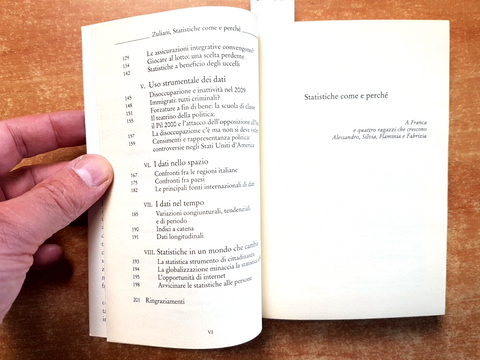 Zuliani, Statistiche come e perché
129 Le assicurazioni integrative convengono?
134 Giocare al lotto: una scelta perdente
142 Statistiche a beneficio degli uccelli
V. Uso strumentale dei dati
145 Disoccupazione e inattività nel 2009
148 Immigrati: tutti criminali?
151 Forzature a fin di bene: la scuola di classe
155 Il teatrino della politica:
il Pil 2000 e l'attacco dell'opposizione all'
157 La disoccupazione c'è ma non si deve
159 Censimenti e rappresentanza politica:
controversie negli Stati Uniti d'America
VI. I dati nello spazio
167 Confronti fra le regioni italiane
175 Confronti fra paesi
182 Le principali fonti internazionali di dati
VII. I dati nel tempo
185 Variazioni congiunturali, tendenziali
e di periodo
190 Indici a catena
191 Dati longitudinali
VIII. Statistiche in un mondo che cambia
193 La statistica strumento di cittadinanza
194 La globalizzazione minaccia la statistica
196 L'opportunità di internet
198 Avvicinare le statistiche alle persone
201 Ringraziamenti
VI
Statistiche come e perché
A Franca
e quattro ragazzi che crescono
Alessandro, Silvia, Flaminia e Fabrizia